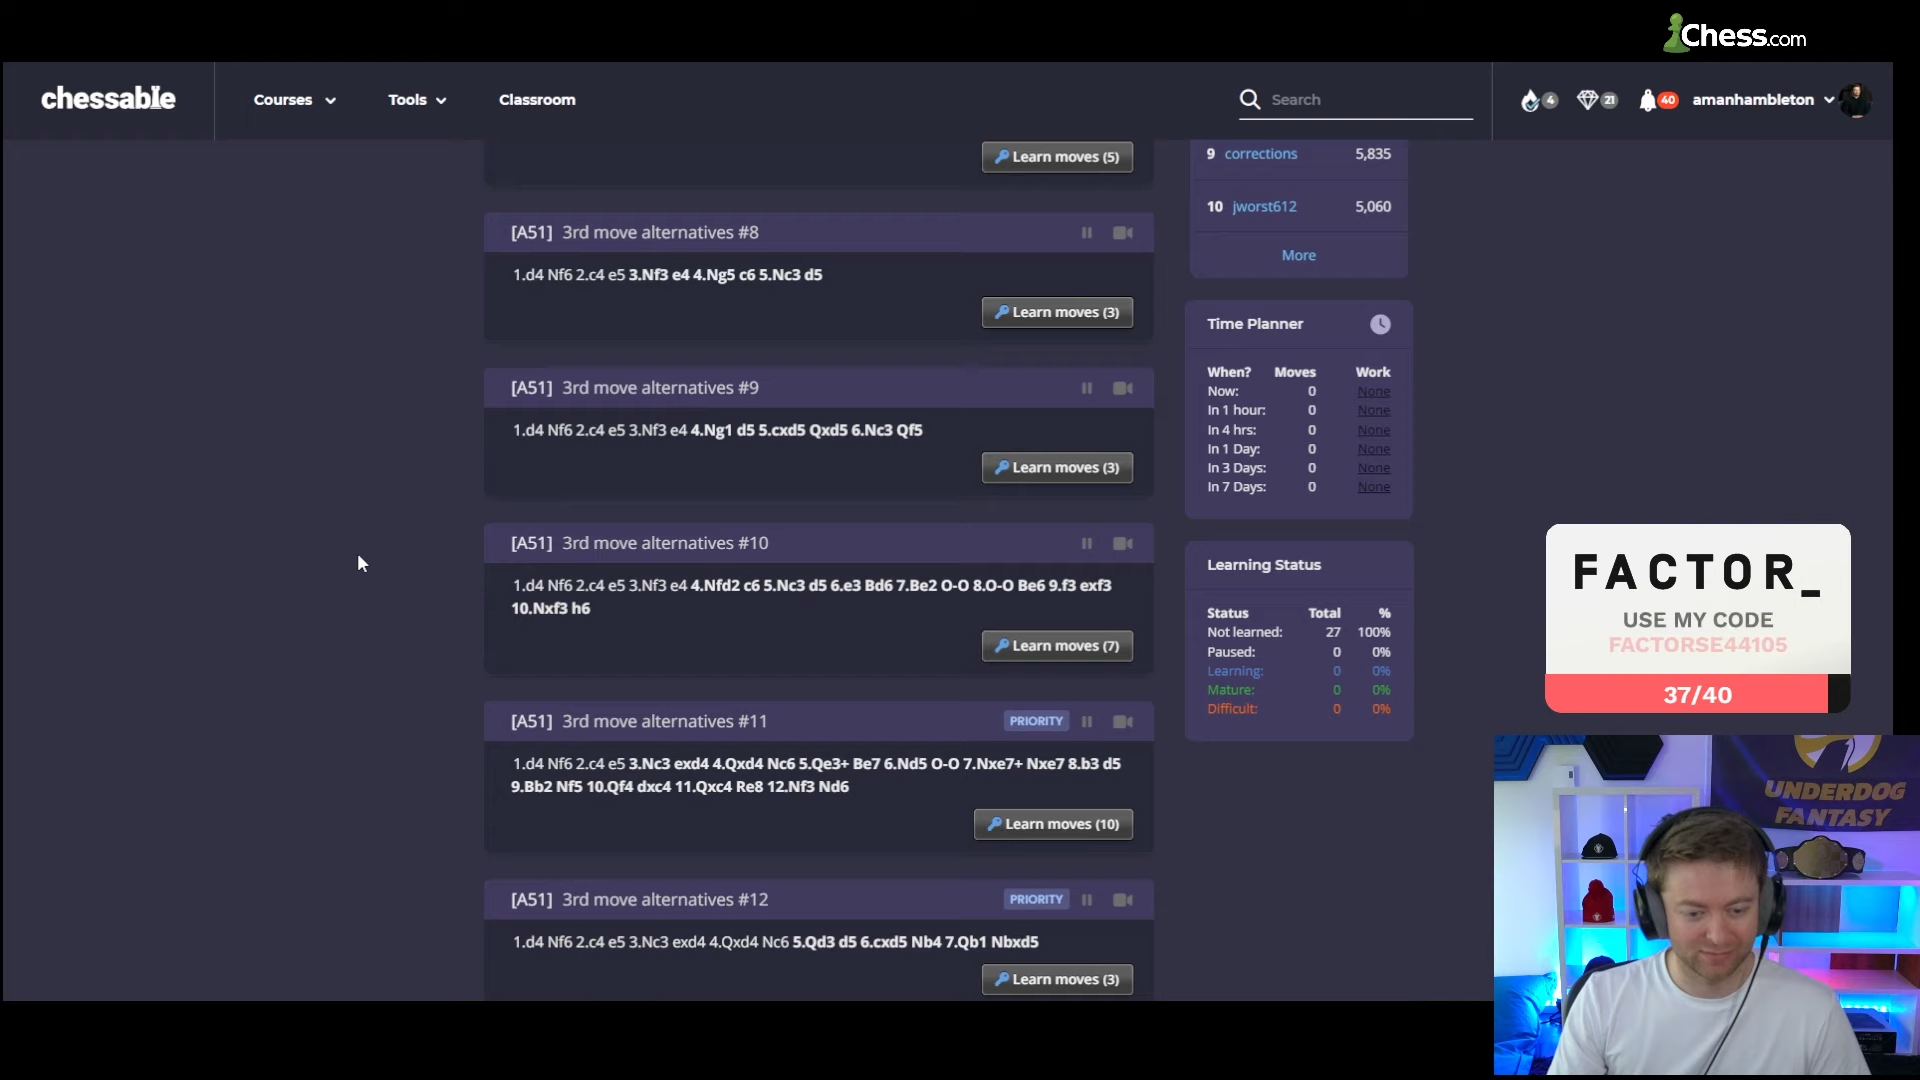 Chess.com
chessable
Courses
Tools
Classroom
Search
4
21
40
amanhambleton
Learn moves (5)
[A51] 3rd move alternatives #8
1.d4 Nf6 2.c4 e5 3.Nf3 e4 4.Ng5 c6 5.Nc3 d5
Learn moves (3)
[A51] 3rd move alternatives #9
1.d4 Nf6 2.c4 e5 3.Nf3 e4 4.Ng1 d5 5.cxd5 Qxd5 6.Nc3 Qf5
Learn moves (3)
[A51] 3rd move alternatives #10
1.d4 Nf6 2.c4 e5 3.Nf3 e4 4.Nfd2 c6 5.Nc3 d5 6.e3 Bd6 7.Be2 O-O 8.O-O Be6 9.f3 exf3
10.Nxf3 h6
Learn moves (7)
[A51] 3rd move alternatives #11
PRIORITY
1.d4 Nf6 2.c4 e5 3.Nc3 exd4 4.Qxd4 Nc6 5.Qe3+ Be7 6.Nd5 O-O 7.Nxe7+ Nxe7 8.b3 d5
9.Bb2 Nf5 10.Qf4 dxc4 11.Qxc4 Re8 12.Nf3 Nd6
Learn moves (10)
[A51] 3rd move alternatives #12
PRIORITY
1.d4 Nf6 2.c4 e5 3.Nc3 exd4 4.Qxd4 Nc6 5.Qd3 d5 6.cxd5 Nb4 7.Qb1 Nbxd5
Learn moves (3)
9 corrections 5,835
10 jworst612 5,060
More
Time Planner
When? Moves Work
Now: 0 None
In 1 hour: 0 None
In 4 hrs: 0 None
In 1 Day: 0 None
In 3 Days: 0 None
In 7 Days: 0 None
Learning Status
Status Total %
Not learned: 27 100%
Paused: 0 0%
Learning: 0 0%
Mature: 0 0%
Difficult: 0 0%
FACTOR_
USE MY CODE
FACTORSE44105
37/40
UNDERDOG
FANTASY